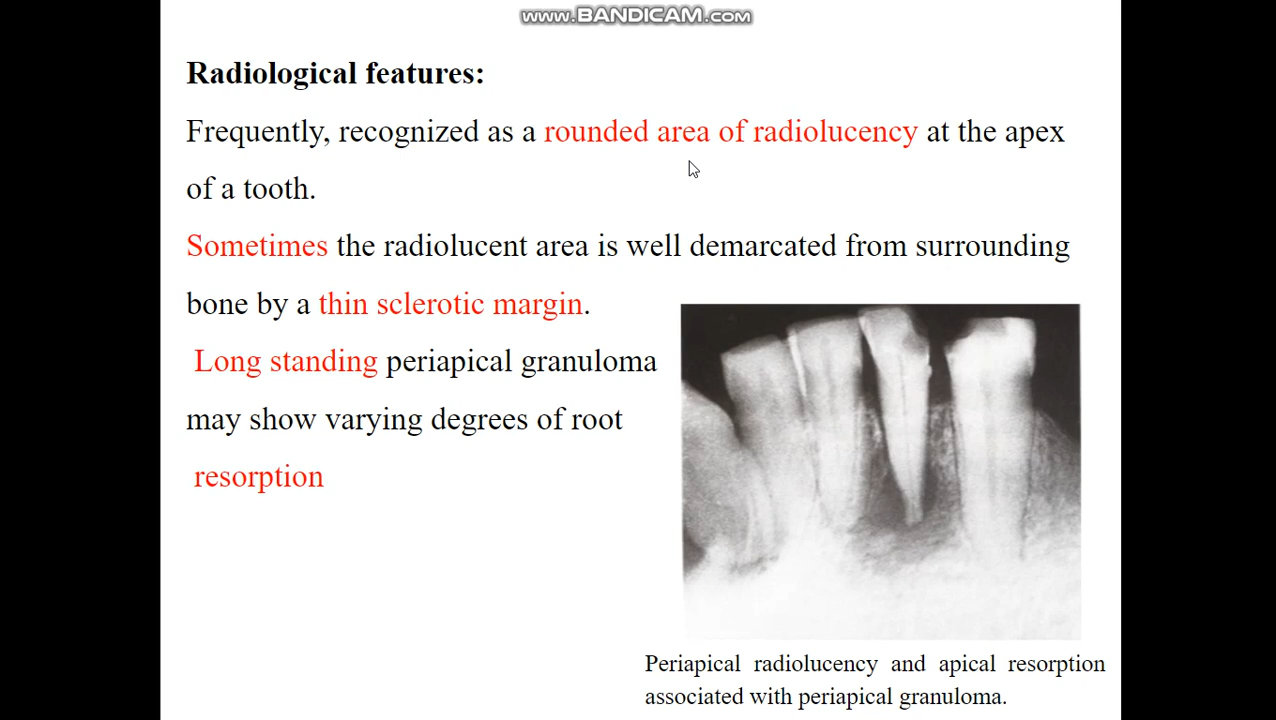 www.BANDICAM.com
Radiological features:
Frequently, recognized as a rounded area of radiolucency at the apex
of a tooth.
Sometimes the radiolucent area is well demarcated from surrounding
bone by a thin sclerotic margin.
Long standing periapical granuloma
may show varying degrees of root
resorption
Periapical radiolucency and apical resorption
associated with periapical granuloma.